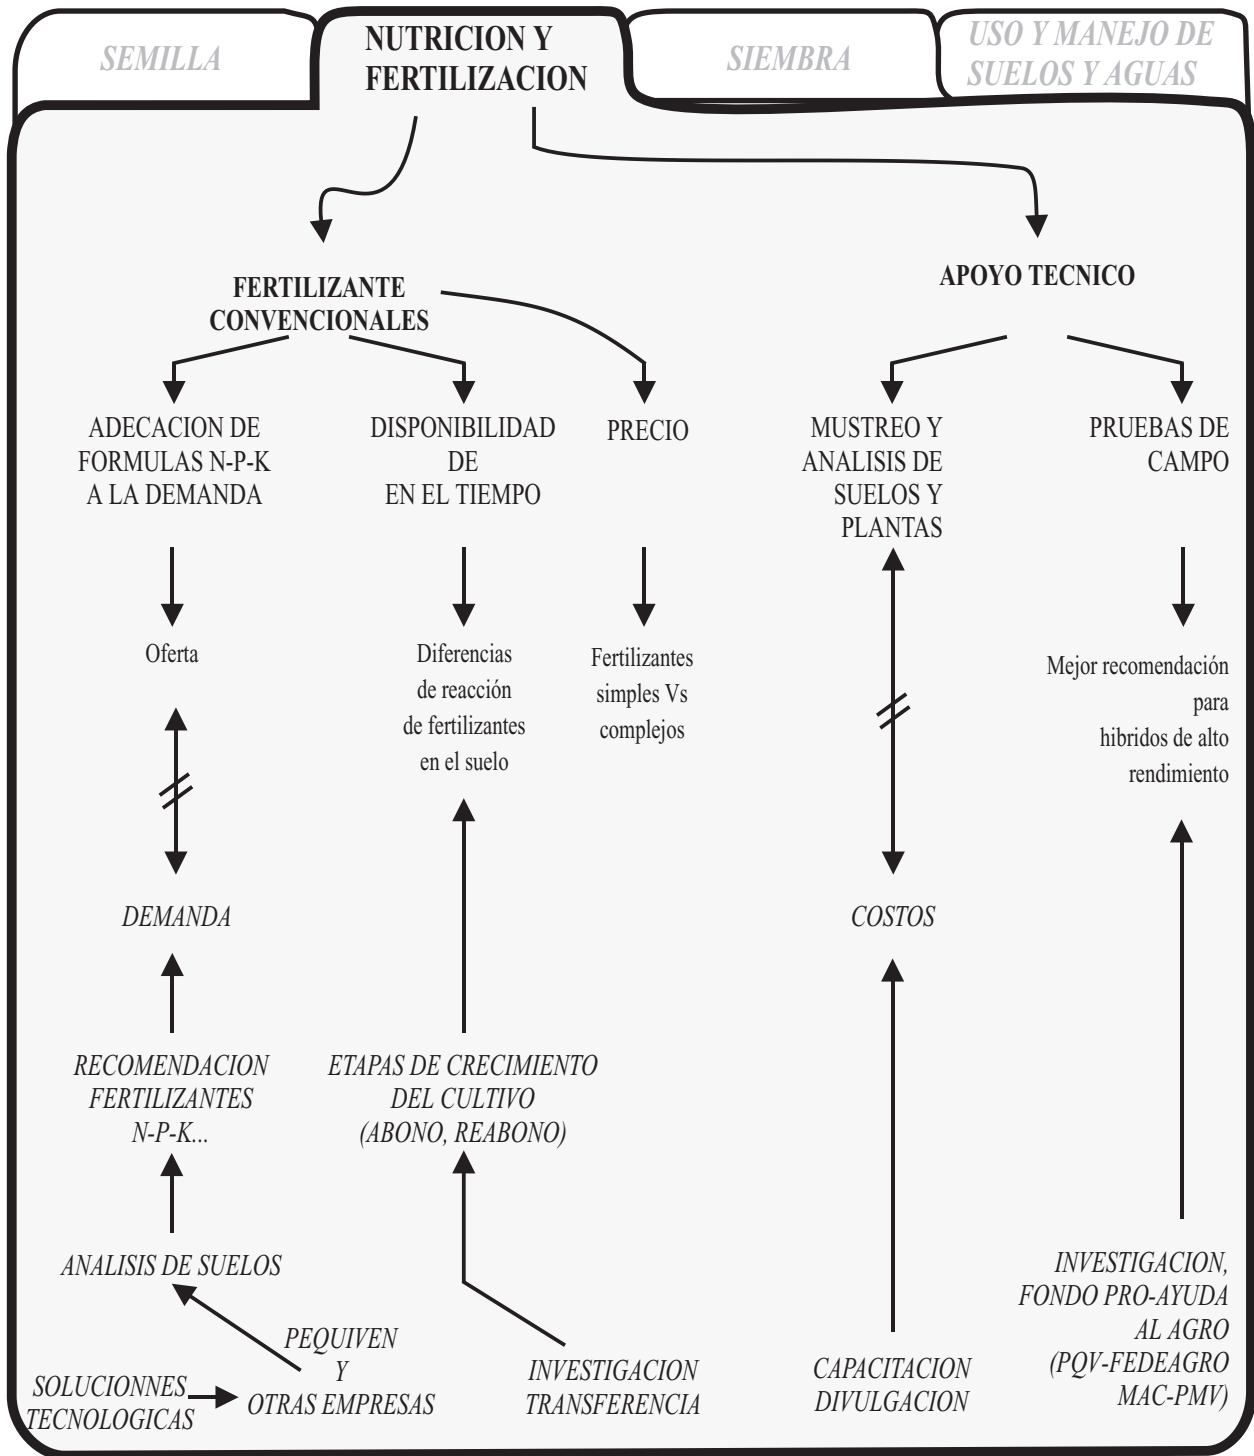 SEMILLA
NUTRICION Y
FERTILIZACION
SIEMBRA
USO Y MANEJO DE
SUELOS Y AGUAS
FERTILIZANTE
CONVENCIONALES
APOYO TECNICO
ADECACION DE
FORMULAS N-P-K
A LA DEMANDA
DISPONIBILIDAD
DE
EN EL TIEMPO
PRECIO
MUSTREO Y
ANALISIS DE
SUELOS Y
PLANTAS
PRUEBAS DE
CAMPO
Oferta
Diferencias
de reacción
de fertilizantes
en el suelo
Fertilizantes
simples Vs
complejos
Mejor recomendación
para
hibridos de alto
rendimiento
DEMANDA
COSTOS
RECOMENDACION
FERTILIZANTES
N-P-K...
ETAPAS DE CRECIMIENTO
DEL CULTIVO
(ABONO, REABONO)
ANALISIS DE SUELOS
INVESTIGACION,
FONDO PRO-AYUDA
AL AGRO
(PQV-FEDEAGRO
MAC-PMV)
PEQUIVEN
Y
OTRAS EMPRESAS
SOLUCIONNES
TECNOLOGICAS
INVESTIGACION
TRANSFERENCIA
CAPACITACION
DIVULGACION